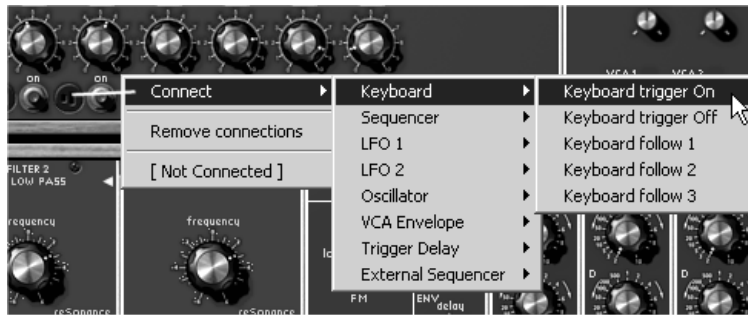 on
on
VCA1 VCA2
Connect
Remove connections
[ Not Connected ]
Keyboard
Sequencer
LFO 1
LFO 2
Oscillator
VCA Envelope
Trigger Delay
External Sequencer
Keyboard trigger On
Keyboard trigger Off
Keyboard follow 1
Keyboard follow 2
Keyboard follow 3
FILTER 2
LOW PASS
frequency
frequency
resonance
resonance
FM
ENV
delay
D
D